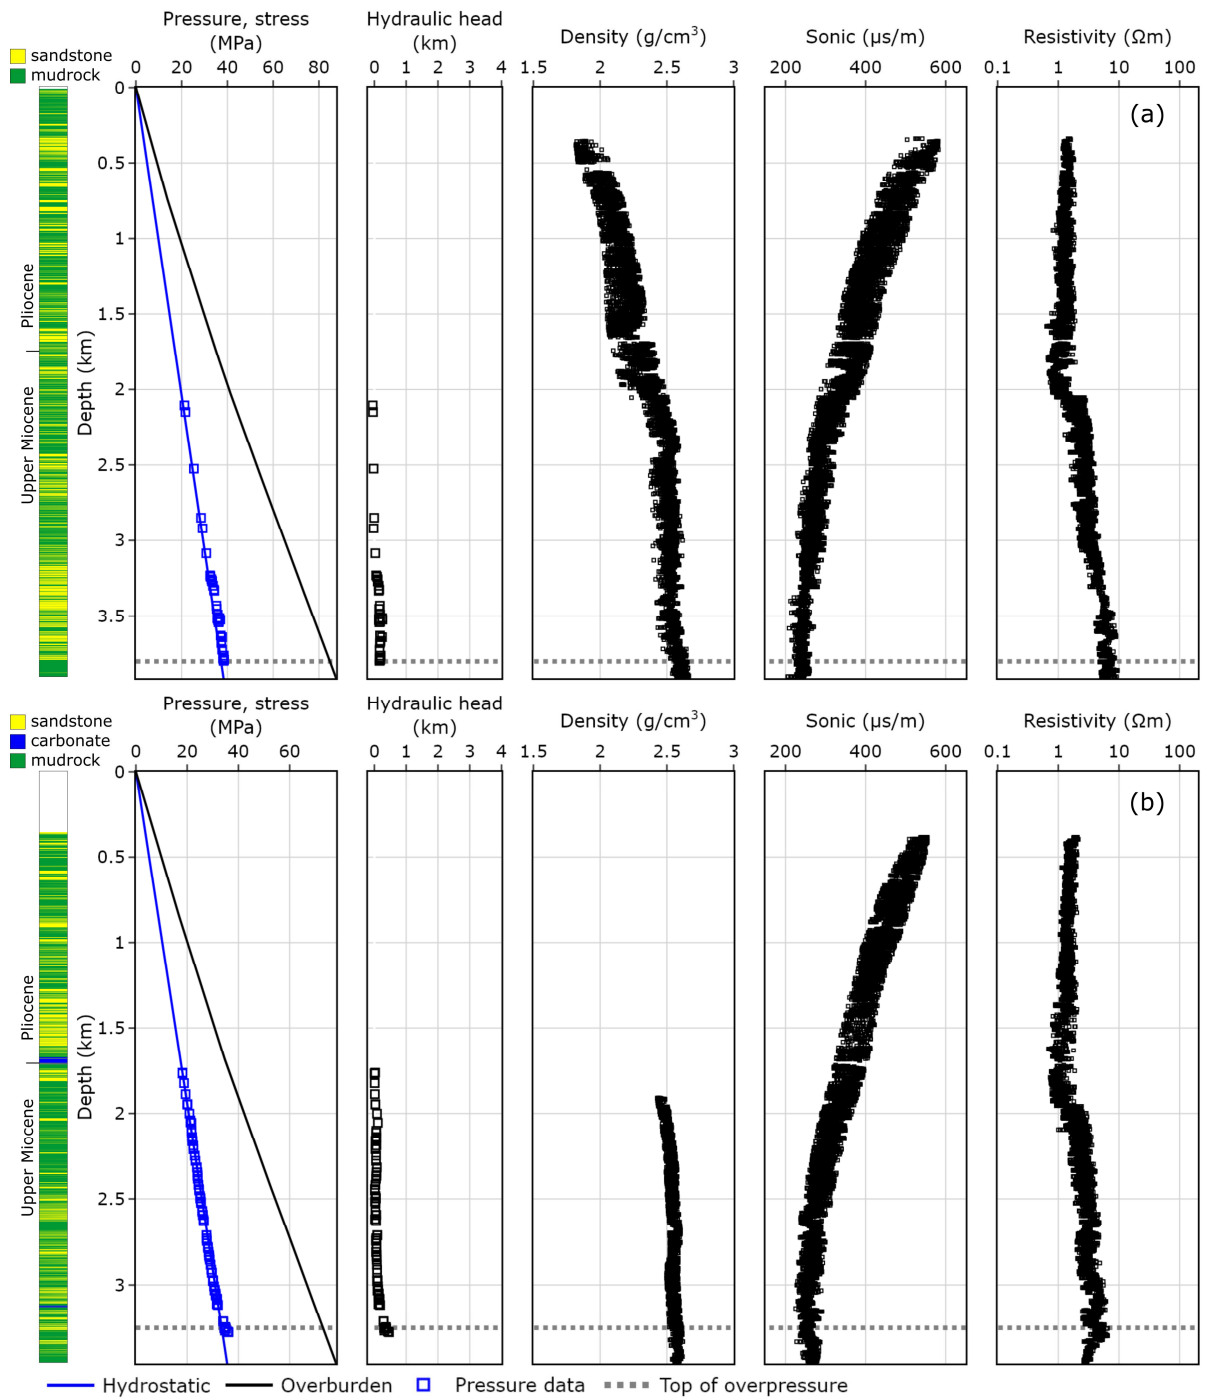 Pressure, stress
(MPa)
Hydraulic head
(km)
Density (g/cm³)
Sonic (µs/m)
Resistivity (Ωm)
sandstone
mudrock
0 20 40 60 80
0 1 2 3 4
1.5 2 2.5 3
200 400 600
0.1 1 10 100
(a)
0
0.5
1
1.5
2
2.5
3
3.5
Depth (km)
Pliocene
Upper Miocene
Pressure, stress
(MPa)
Hydraulic head
(km)
Density (g/cm³)
Sonic (µs/m)
Resistivity (Ωm)
sandstone
carbonate
mudrock
0 20 40 60
0 1 2 3 4
1.5 2 2.5 3
200 400 600
0.1 1 10 100
(b)
0
0.5
1
1.5
2
2.5
3
Depth (km)
Pliocene
Upper Miocene
Hydrostatic Overburden Pressure data Top of overpressure